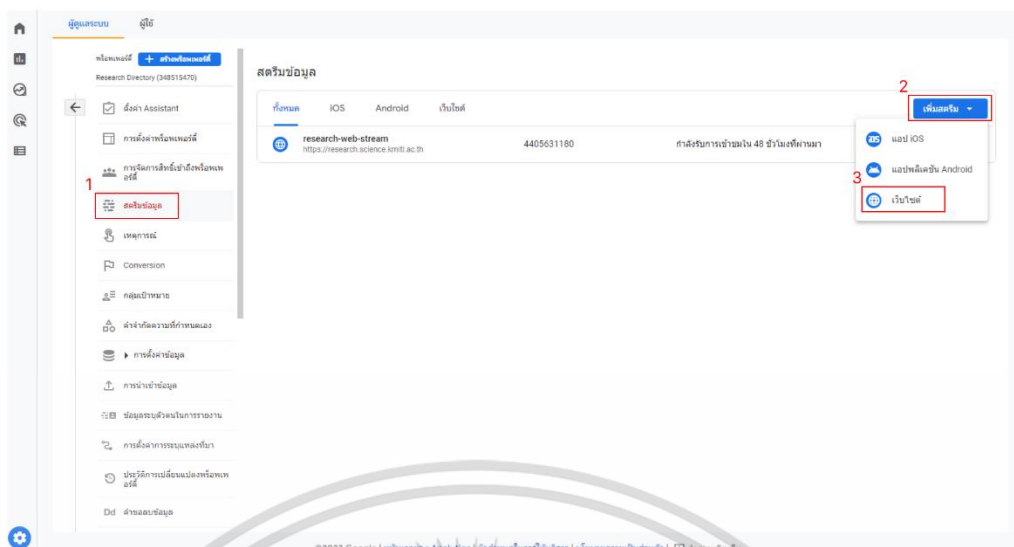 ผู้ดูแลระบบ ผู้ใช้
พร็อพเพอร์ตี้ + สร้างพร็อพเพอร์ตี้
Research Directory (348515470)
สตรีมข้อมูล
2
ทั้งหมด iOS Android เว็บไซต์
เพิ่มสตรีม
ตั้งค่า Assistant
research-web-stream
https://research.science.kmitl.ac.th
4405631180
กำลังรับการเข้าชมใน 48 ชั่วโมงที่ผ่านมา
แอป iOS
แอปพลิเคชัน Android
3
เว็บไซต์
การตั้งค่าพร็อพเพอร์ตี้
การจัดการสิทธิ์เข้าถึงพร็อพเพ
อร์ตี้
1
สตรีมข้อมูล
เหตุการณ์
Conversion
กลุ่มเป้าหมาย
คำจำกัดความที่กำหนดเอง
การตั้งค่าข้อมูล
การนำเข้าข้อมูล
ข้อมูลระบุตัวตนในการรายงาน
การตั้งค่าการระบุแหล่งที่มา
ประวัติการเปลี่ยนแปลงพร็อพเพ
อร์ตี้
Dd คำขอลบข้อมูล